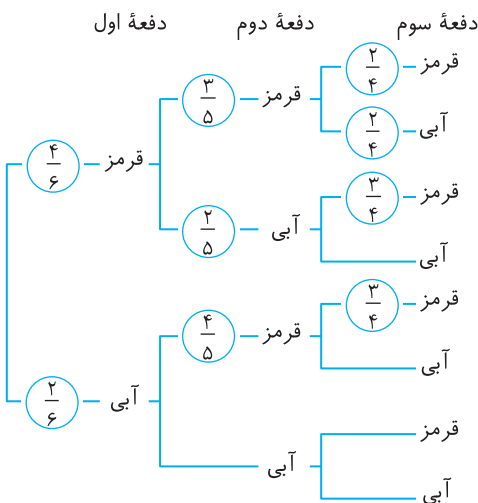 دفعهٔ اول دفعهٔ دوم دفعهٔ سوم
۲/۴ قرمز
۳/۵ قرمز
۲/۴ آبی
۴/۶ قرمز
۳/۴ قرمز
۲/۵ آبی
آبی
۳/۴ قرمز
۴/۵ قرمز
آبی
۲/۶ آبی
قرمز
آبی
آبی